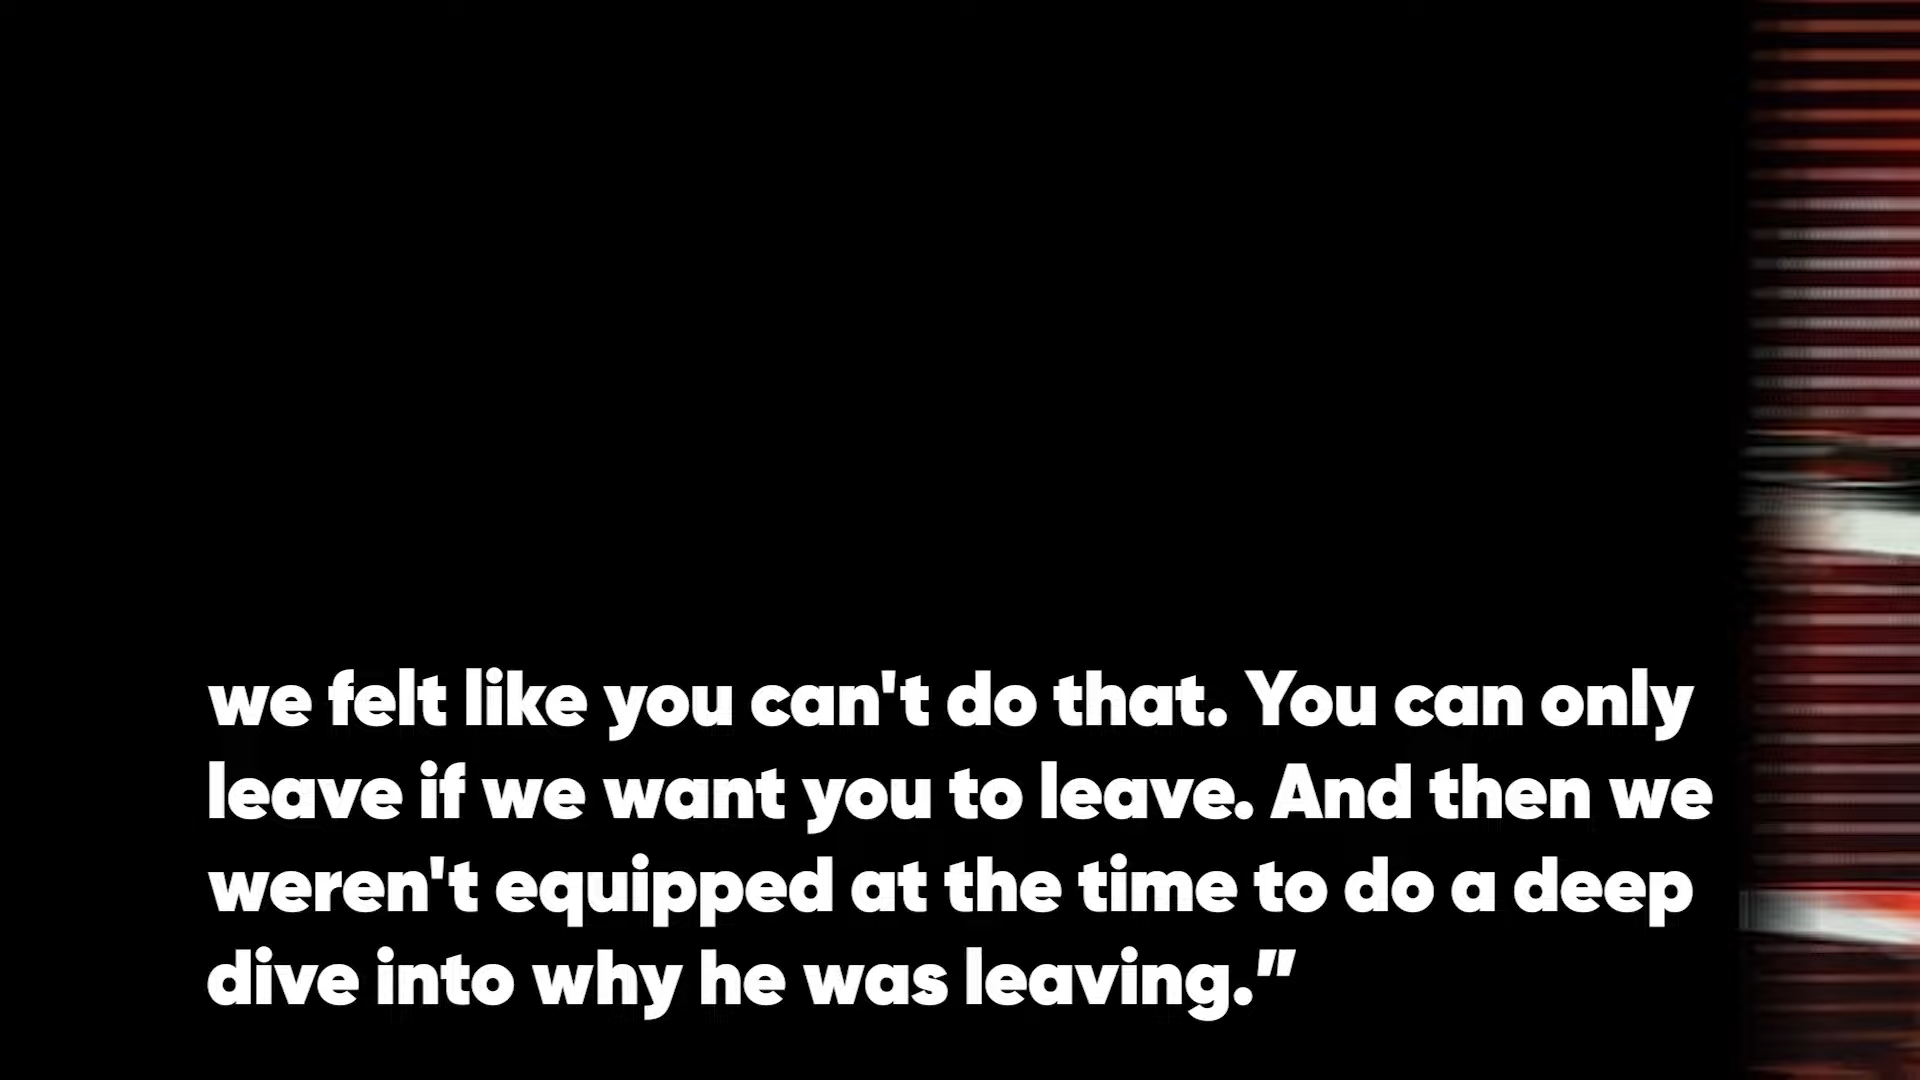 we felt like you can't do that. You can only
leave if we want you to leave. And then we
weren't equipped at the time to do a deep
dive into why he was leaving.”